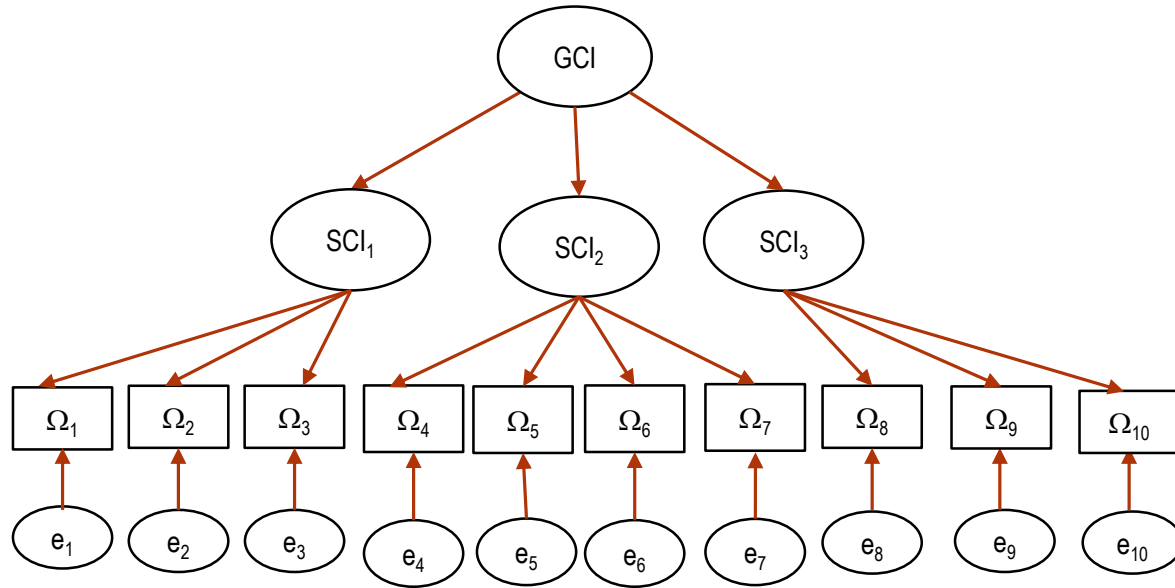 GCI
SCI₁ SCI₂ SCI₃
Ω₁ Ω₂ Ω₃ Ω₄ Ω₅ Ω₆ Ω₇ Ω₈ Ω₉ Ω₁₀
e₁ e₂ e₃ e₄ e₅ e₆ e₇ e₈ e₉ e₁₀